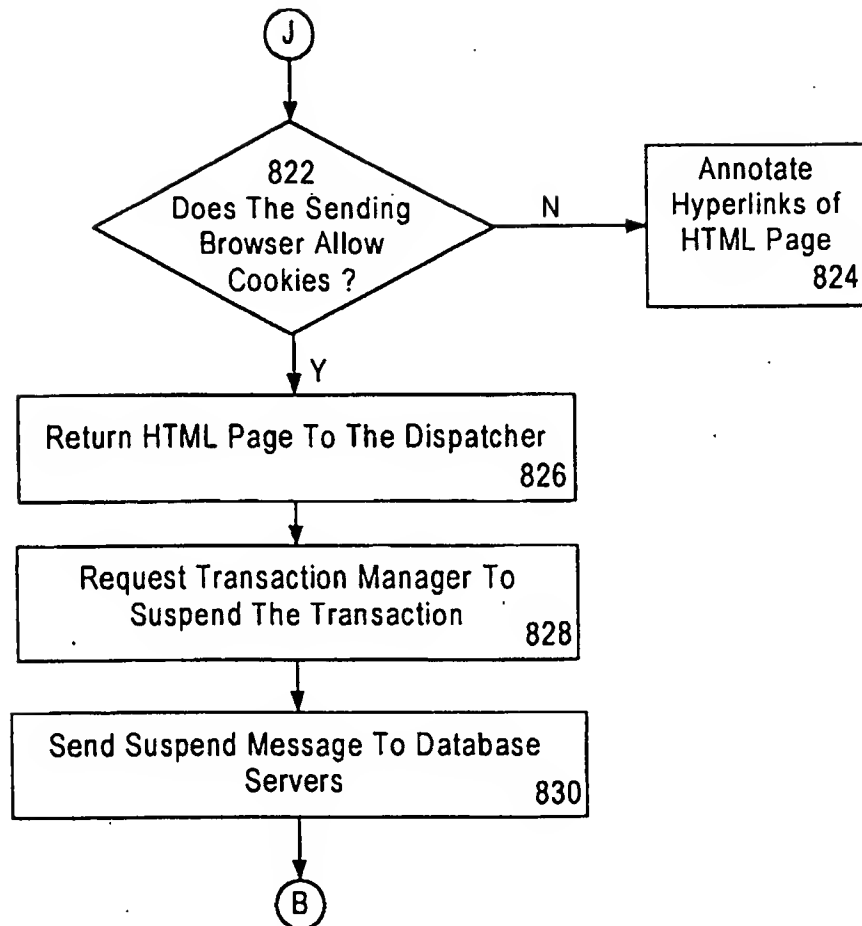 J
822
Does The Sending
Browser Allow
Cookies ?
N
Annotate
Hyperlinks of
HTML Page
824
Y
Return HTML Page To The Dispatcher
826
Request Transaction Manager To
Suspend The Transaction
828
Send Suspend Message To Database
Servers
830
B